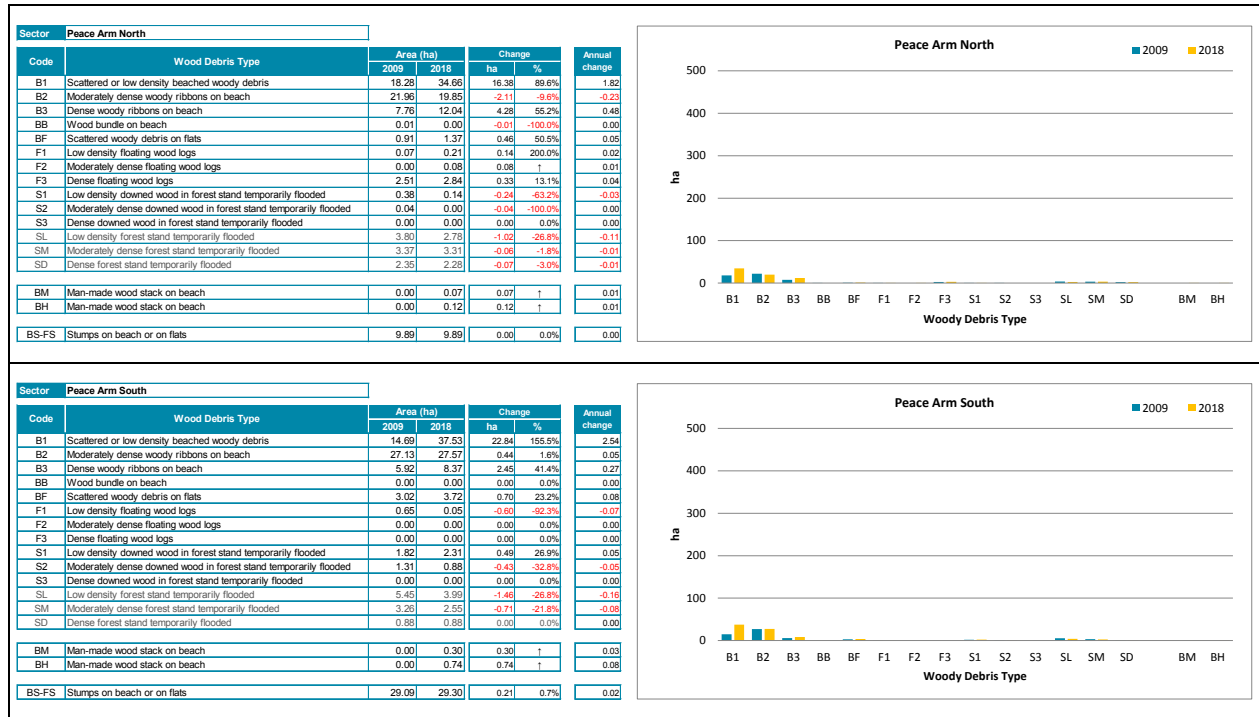 Sector Peace Arm North
Code Wood Debris Type Area (ha) Change Annual change
2009 2018 ha %
B1 Scattered or low density beached woody debris 18.28 34.66 16.38 89.6% 1.82
B2 Moderately dense woody ribbons on beach 21.96 19.85 -2.11 -9.6% -0.23
B3 Dense woody ribbons on beach 7.76 12.04 4.28 55.2% 0.48
BB Wood bundle on beach 0.01 0.00 -0.01 -100.0% 0.00
BF Scattered woody debris on flats 0.91 1.37 0.46 50.5% 0.05
F1 Low density floating wood logs 0.07 0.21 0.14 200.0% 0.02
F2 Moderately dense floating wood logs 0.00 0.08 0.08 ↑ 0.01
F3 Dense floating wood logs 2.51 2.84 0.33 13.1% 0.04
S1 Low density downed wood in forest stand temporarily flooded 0.38 0.14 -0.24 -63.2% -0.03
S2 Moderately dense downed wood in forest stand temporarily flooded 0.04 0.00 -0.04 -100.0% 0.00
S3 Dense downed wood in forest stand temporarily flooded 0.00 0.00 0.00 0.0% 0.00
SL Low density forest stand temporarily flooded 3.80 2.78 -1.02 -26.8% -0.11
SM Moderately dense forest stand temporarily flooded 3.37 3.31 -0.06 -1.8% -0.01
SD Dense forest stand temporarily flooded 2.35 2.28 -0.07 -3.0% -0.01
BM Man-made wood stack on beach 0.00 0.07 0.07 ↑ 0.01
BH Man-made wood stack on beach 0.00 0.12 0.12 ↑ 0.01
BS-FS Stumps on beach or on flats 9.89 9.89 0.00 0.0% 0.00
Peace Arm North
2009 2018
500
400
300
200
100
0
ha
B1 B2 B3 BB BF F1 F2 F3 S1 S2 S3 SL SM SD BM BH
Woody Debris Type
Sector Peace Arm South
Code Wood Debris Type Area (ha) Change Annual change
2009 2018 ha %
B1 Scattered or low density beached woody debris 14.69 37.53 22.84 155.5% 2.54
B2 Moderately dense woody ribbons on beach 27.13 27.57 0.44 1.6% 0.05
B3 Dense woody ribbons on beach 5.92 8.37 2.45 41.4% 0.27
BB Wood bundle on beach 0.00 0.00 0.00 0.0% 0.00
BF Scattered woody debris on flats 3.02 3.72 0.70 23.2% 0.08
F1 Low density floating wood logs 0.65 0.05 -0.60 -92.3% -0.07
F2 Moderately dense floating wood logs 0.00 0.00 0.00 0.0% 0.00
F3 Dense floating wood logs 0.00 0.00 0.00 0.0% 0.00
S1 Low density downed wood in forest stand temporarily flooded 1.82 2.31 0.49 26.9% 0.05
S2 Moderately dense downed wood in forest stand temporarily flooded 1.31 0.88 -0.43 -32.8% -0.05
S3 Dense downed wood in forest stand temporarily flooded 0.00 0.00 0.00 0.0% 0.00
SL Low density forest stand temporarily flooded 5.45 3.99 -1.46 -26.8% -0.16
SM Moderately dense forest stand temporarily flooded 3.26 2.55 -0.71 -21.8% -0.08
SD Dense forest stand temporarily flooded 0.88 0.88 0.00 0.0% 0.00
BM Man-made wood stack on beach 0.00 0.30 0.30 ↑ 0.03
BH Man-made wood stack on beach 0.00 0.74 0.74 ↑ 0.08
BS-FS Stumps on beach or on flats 29.09 29.30 0.21 0.7% 0.02
Peace Arm South
2009 2018
500
400
300
200
100
0
ha
B1 B2 B3 BB BF F1 F2 F3 S1 S2 S3 SL SM SD BM BH
Woody Debris Type